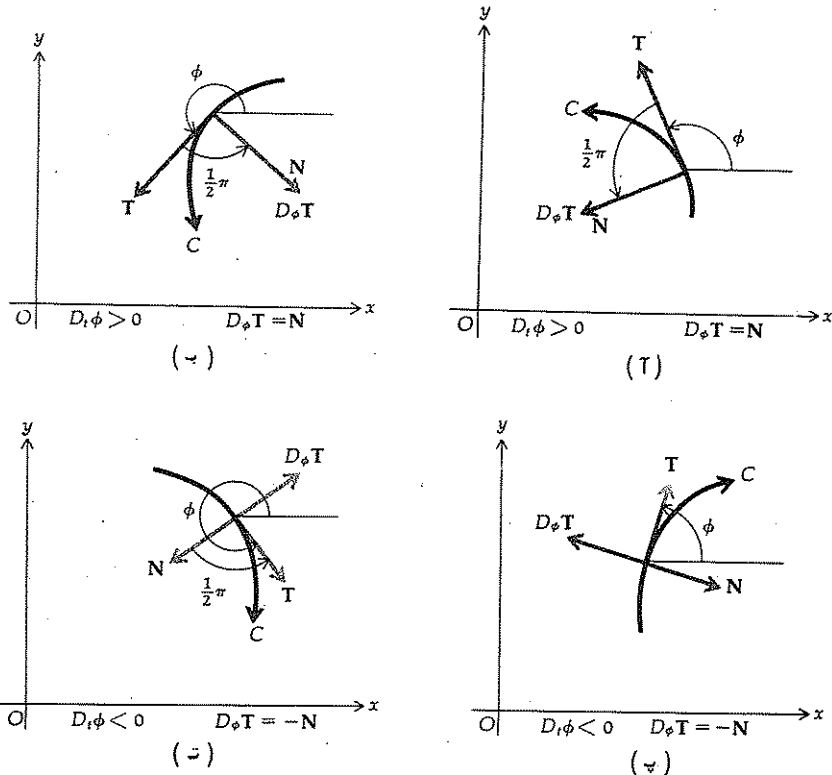 y
ϕ
N
½π
T
D_ϕT
C
O
x
D_tϕ > 0
D_ϕT = N
(ب)
y
T
C
ϕ
½π
D_ϕT
N
O
x
D_tϕ > 0
D_ϕT = N
(آ)
y
D_ϕT
ϕ
N
½π
T
C
O
x
D_tϕ < 0
D_ϕT = −N
(ت)
y
T
C
D_ϕT
ϕ
N
O
x
D_tϕ < 0
D_ϕT = −N
(پ)